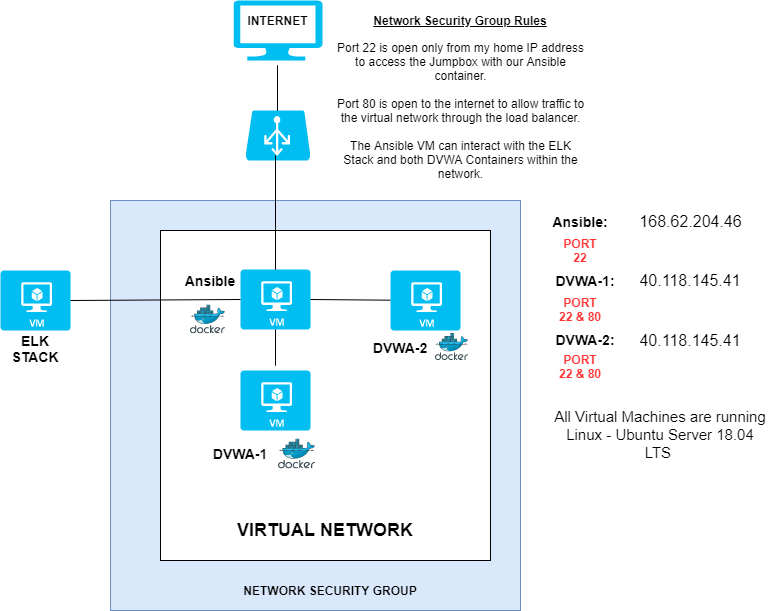 INTERNET
Network Security Group Rules
Port 22 is open only from my home IP address
to access the Jumpbox with our Ansible
container.
Port 80 is open to the internet to allow traffic to
the virtual network through the load balancer.
The Ansible VM can interact with the ELK
Stack and both DVWA Containers within the
network.
Ansible: 168.62.204.46
PORT
22
DVWA-1: 40.118.145.41
PORT
22 & 80
DVWA-2: 40.118.145.41
PORT
22 & 80
All Virtual Machines are running
Linux - Ubuntu Server 18.04
LTS
Ansible
VM
docker
VM
ELK
STACK
VM
DVWA-2
docker
VM
DVWA-1
docker
VIRTUAL NETWORK
NETWORK SECURITY GROUP